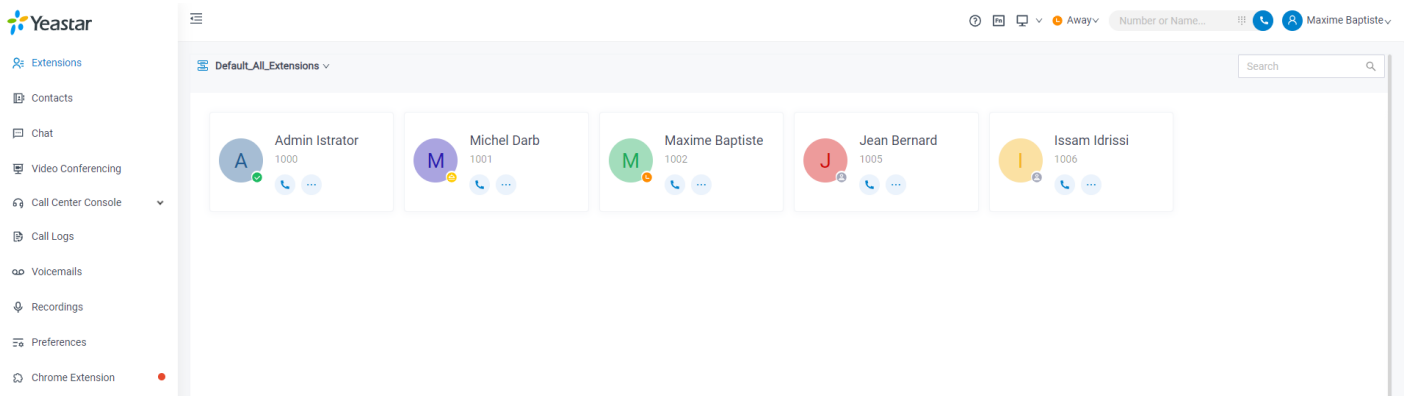 Yeastar
Fn
Away
Number or Name...
Maxime Baptiste
Extensions
Contacts
Chat
Video Conferencing
Call Center Console
Call Logs
Voicemails
Recordings
Preferences
Chrome Extension
Default_All_Extensions
Search
A
Admin Istrator
1000
M
Michel Darb
1001
M
Maxime Baptiste
1002
J
Jean Bernard
1005
I
Issam Idrissi
1006